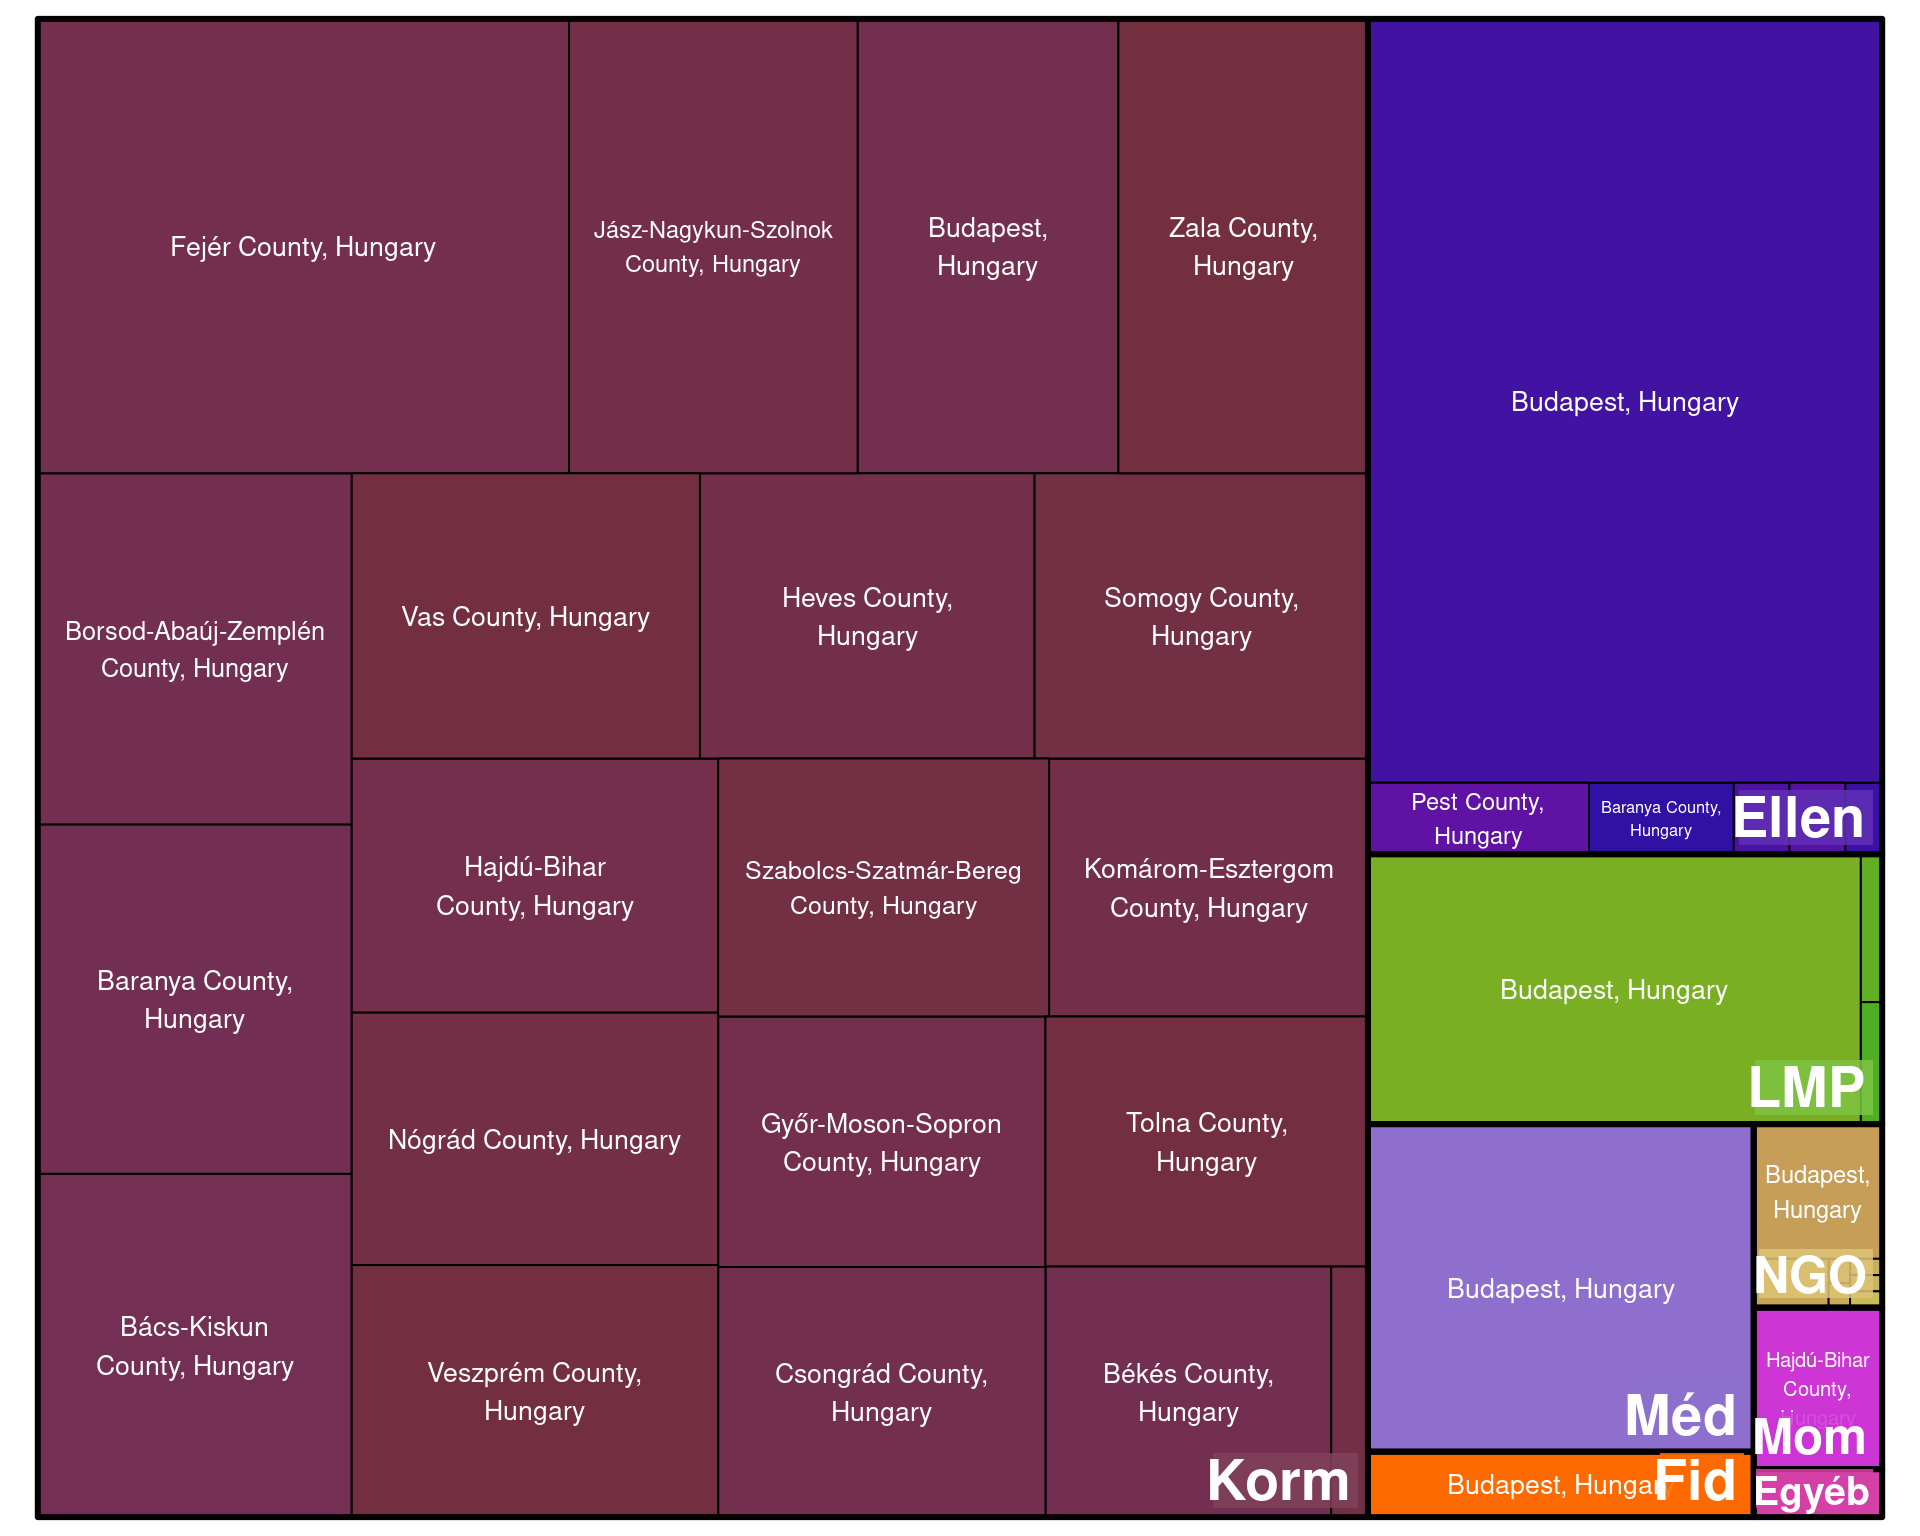 Fejér County, Hungary
Jász-Nagykun-Szolnok
County, Hungary
Budapest,
Hungary
Zala County,
Hungary
Borsod-Abaúj-Zemplén
County, Hungary
Vas County, Hungary
Heves County,
Hungary
Somogy County,
Hungary
Baranya County,
Hungary
Hajdú-Bihar
County, Hungary
Szabolcs-Szatmár-Bereg
County, Hungary
Komárom-Esztergom
County, Hungary
Nógrád County, Hungary
Győr-Moson-Sopron
County, Hungary
Tolna County,
Hungary
Bács-Kiskun
County, Hungary
Veszprém County,
Hungary
Csongrád County,
Hungary
Békés County,
Hungary
Korm
Budapest, Hungary
Pest County,
Hungary
Baranya County,
Hungary
Ellen
Budapest, Hungary
LMP
Budapest, Hungary
Méd
Budapest,
Hungary
NGO
Hajdú-Bihar
County,
Hungary
Mom
Budapest, Hungary
Fid
Egyéb